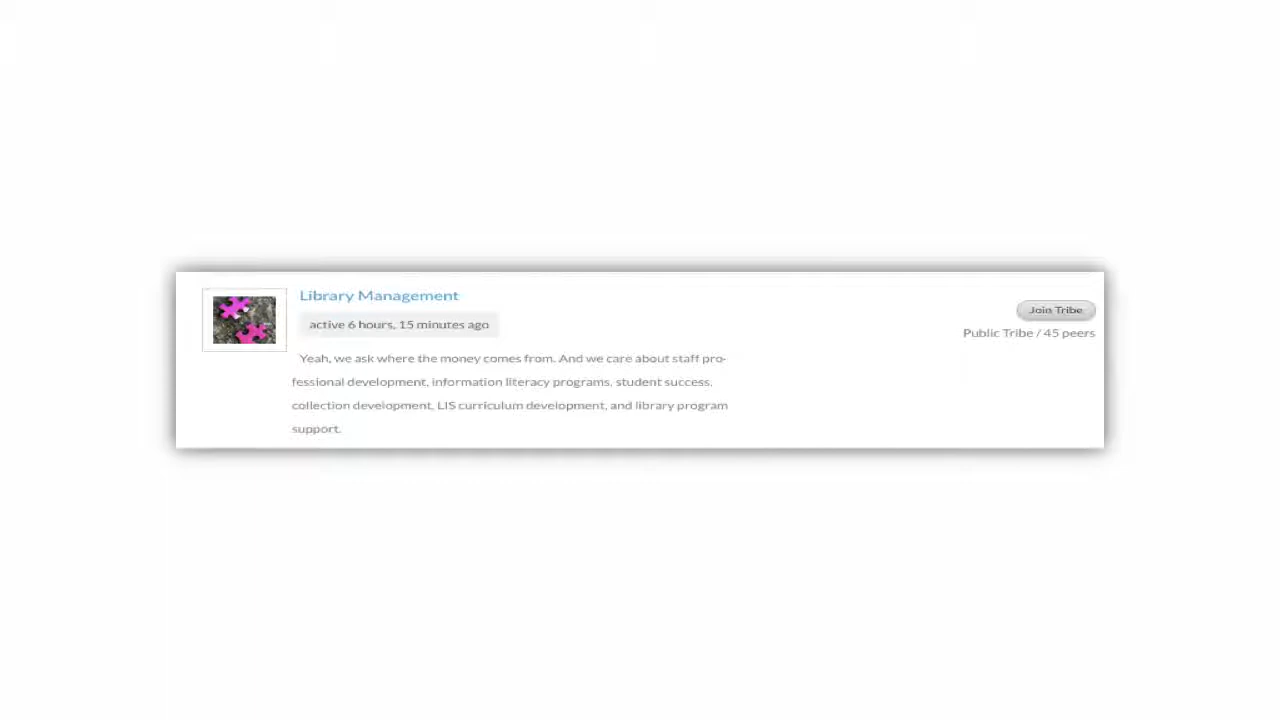 Library Management
active 6 hours, 15 minutes ago
Join Tribe
Public Tribe / 45 peers
Yeah, we ask where the money comes from. And we care about staff pro-
fessional development, information literacy programs, student success,
collection development, LIS curriculum development, and library program
support.